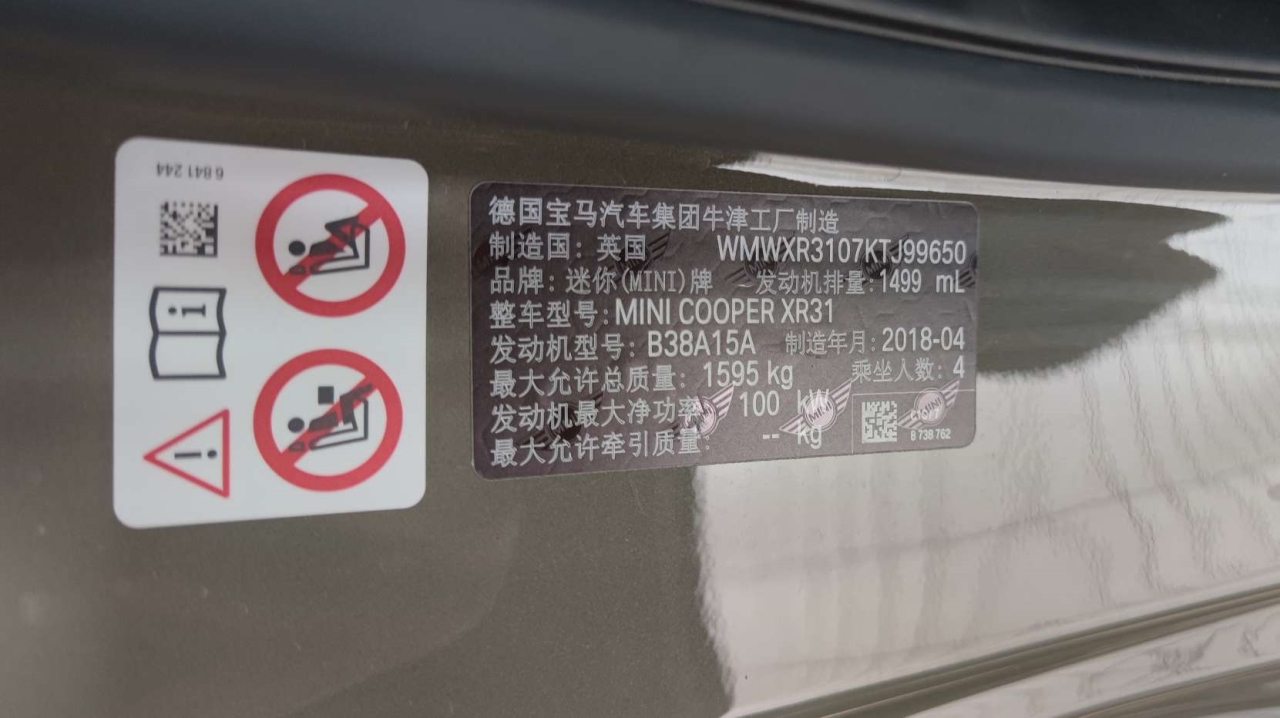 6 841 244
德国宝马汽车集团牛津工厂制造
制造国: 英国 WMWXR3107KTJ99650
品牌: 迷你(MINI)牌 发动机排量:1499 mL
整车型号:MINI COOPER XR31
发动机型号: B38A15A 制造年月: 2018-04
最大允许总质量: 1595 kg 乘坐人数: 4
发动机最大净功率: 100 kW
最大允许牵引质量: -- kg
8 738 762
MINI
MINI
MINI